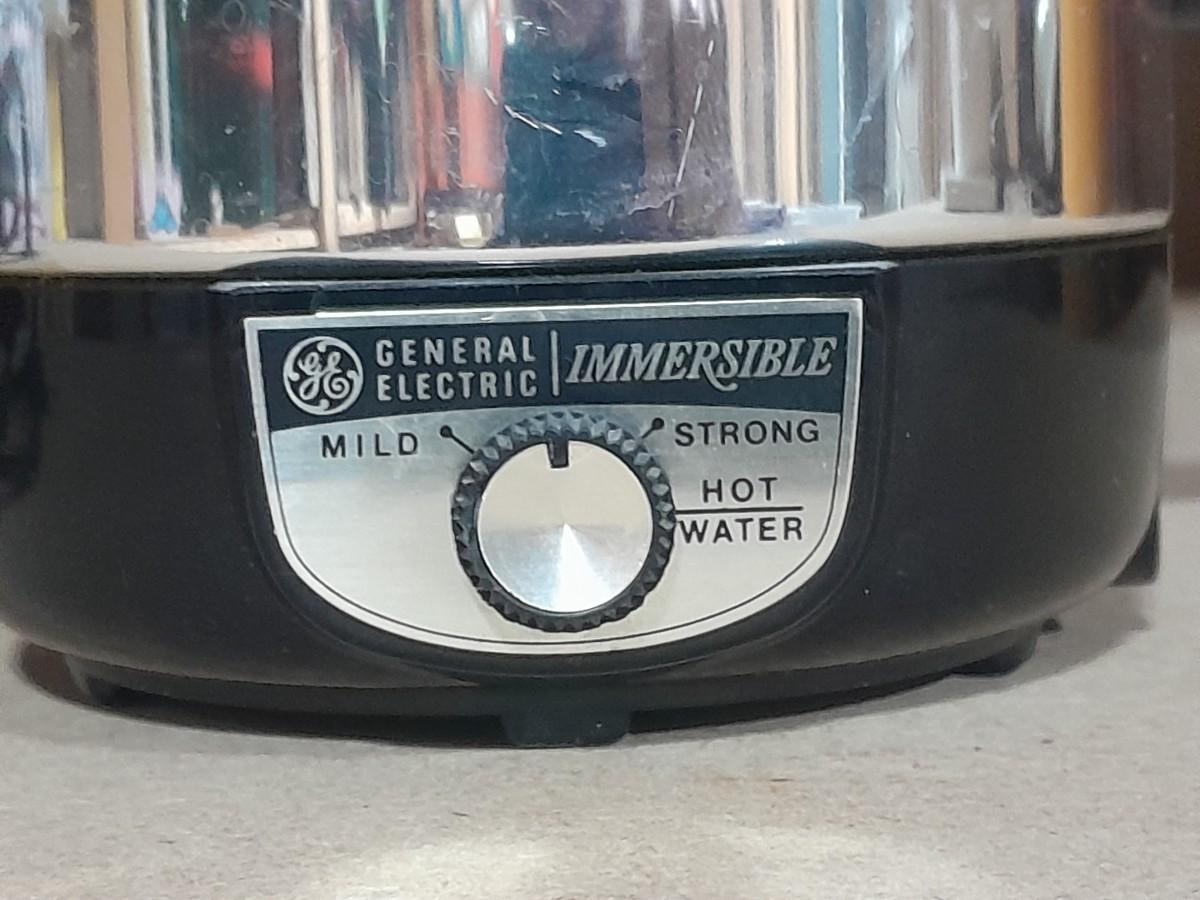 GE GENERAL ELECTRIC IMMERSIBLE
MILD
STRONG
HOT
WATER